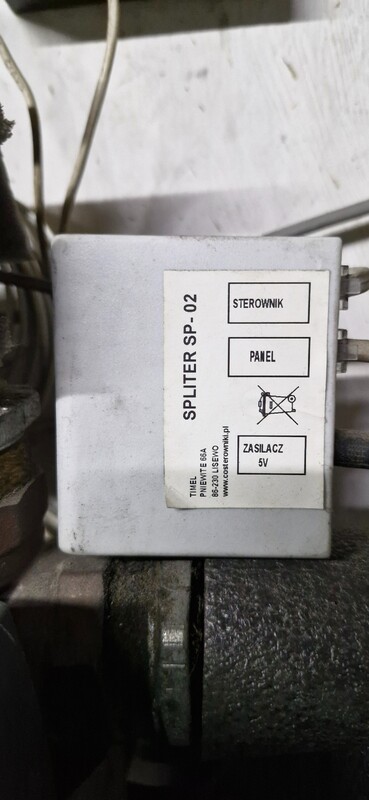 SPLITER SP- 02
TIMEL
PNIEWITE 66A
86-230 LISEWO
www.costerowniki.pl
STEROWNIK
PANEL
ZASILACZ
5V